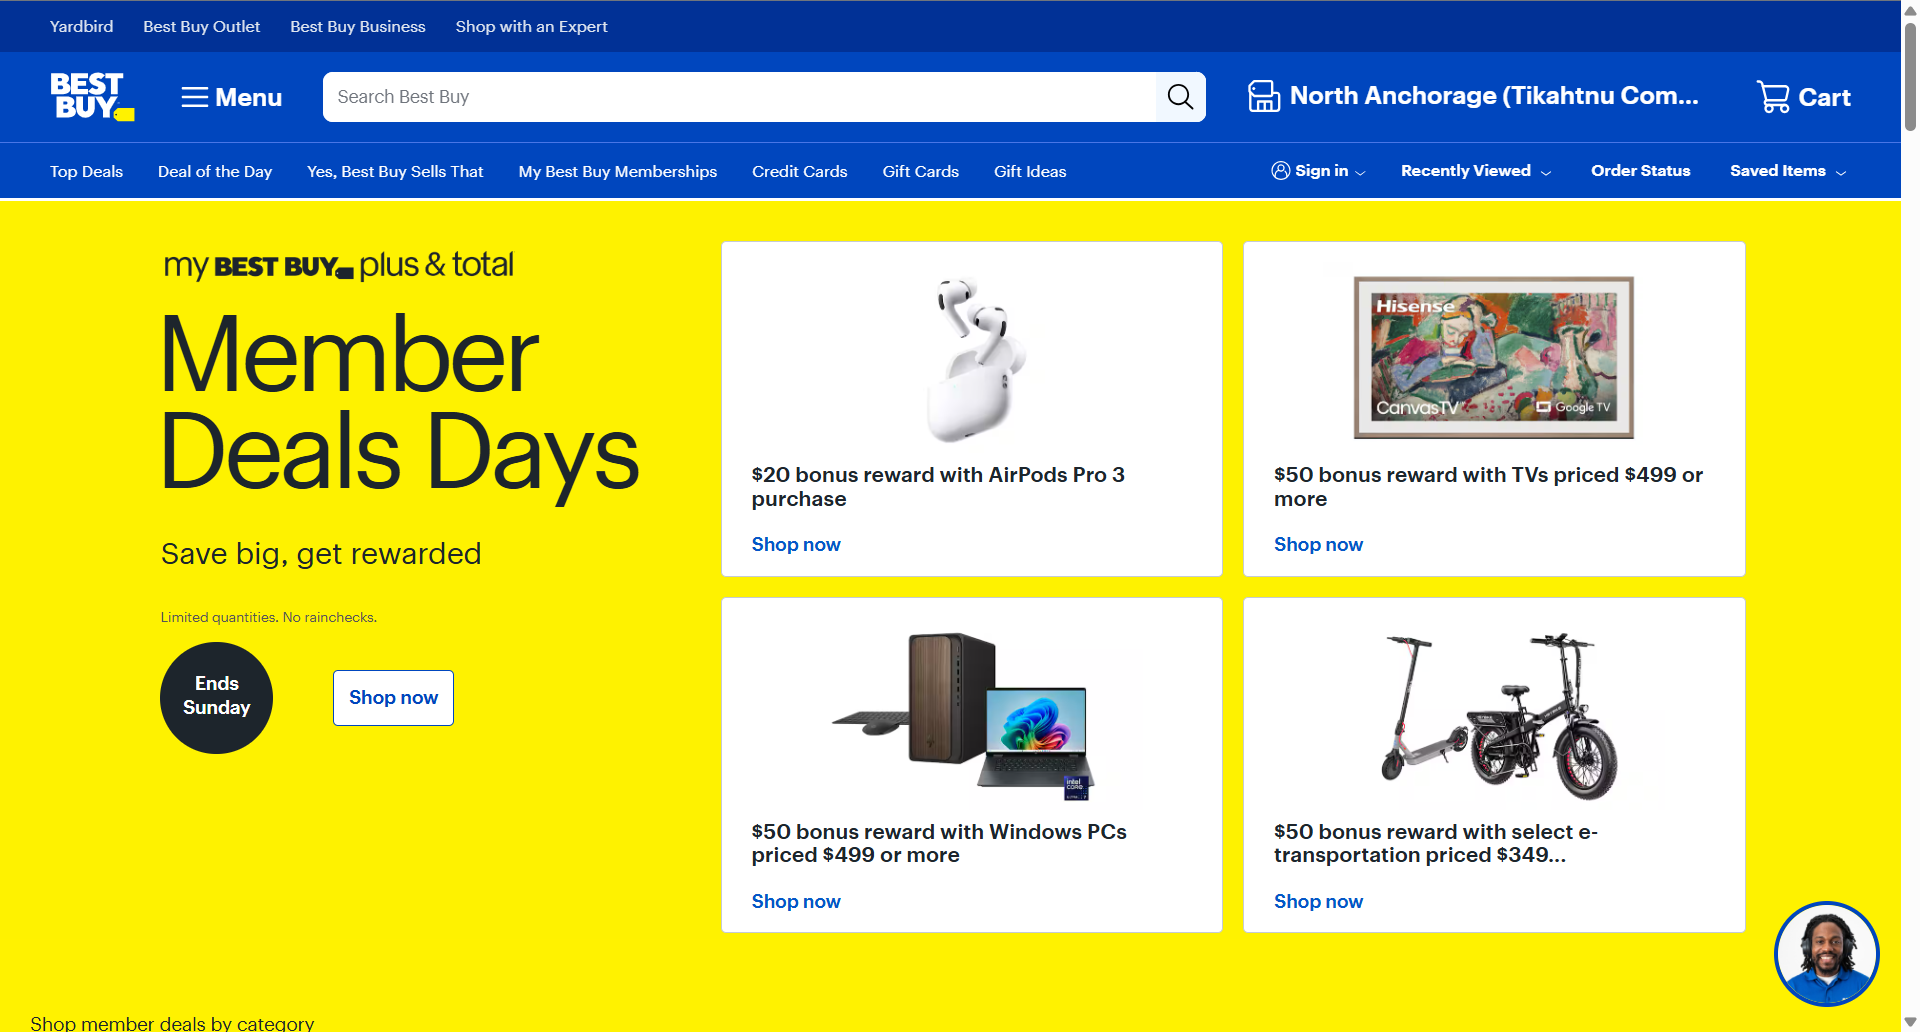 Yardbird
Best Buy Outlet
Best Buy Business
Shop with an Expert
BEST
BUY
Menu
Search Best Buy
North Anchorage (Tikahtnu Com...
Cart
Top Deals
Deal of the Day
Yes, Best Buy Sells That
My Best Buy Memberships
Credit Cards
Gift Cards
Gift Ideas
Sign in
Recently Viewed
Order Status
Saved Items
my BEST BUY plus & total
Member
Deals Days
Save big, get rewarded
Limited quantities. No rainchecks.
Ends
Sunday
Shop now
$20 bonus reward with AirPods Pro 3
purchase
Shop now
Hisense
CanvasTV
Google TV
$50 bonus reward with TVs priced $499 or
more
Shop now
intel
CORE
$50 bonus reward with Windows PCs
priced $499 or more
Shop now
$50 bonus reward with select e-
transportation priced $349...
Shop now
Shop member deals by category